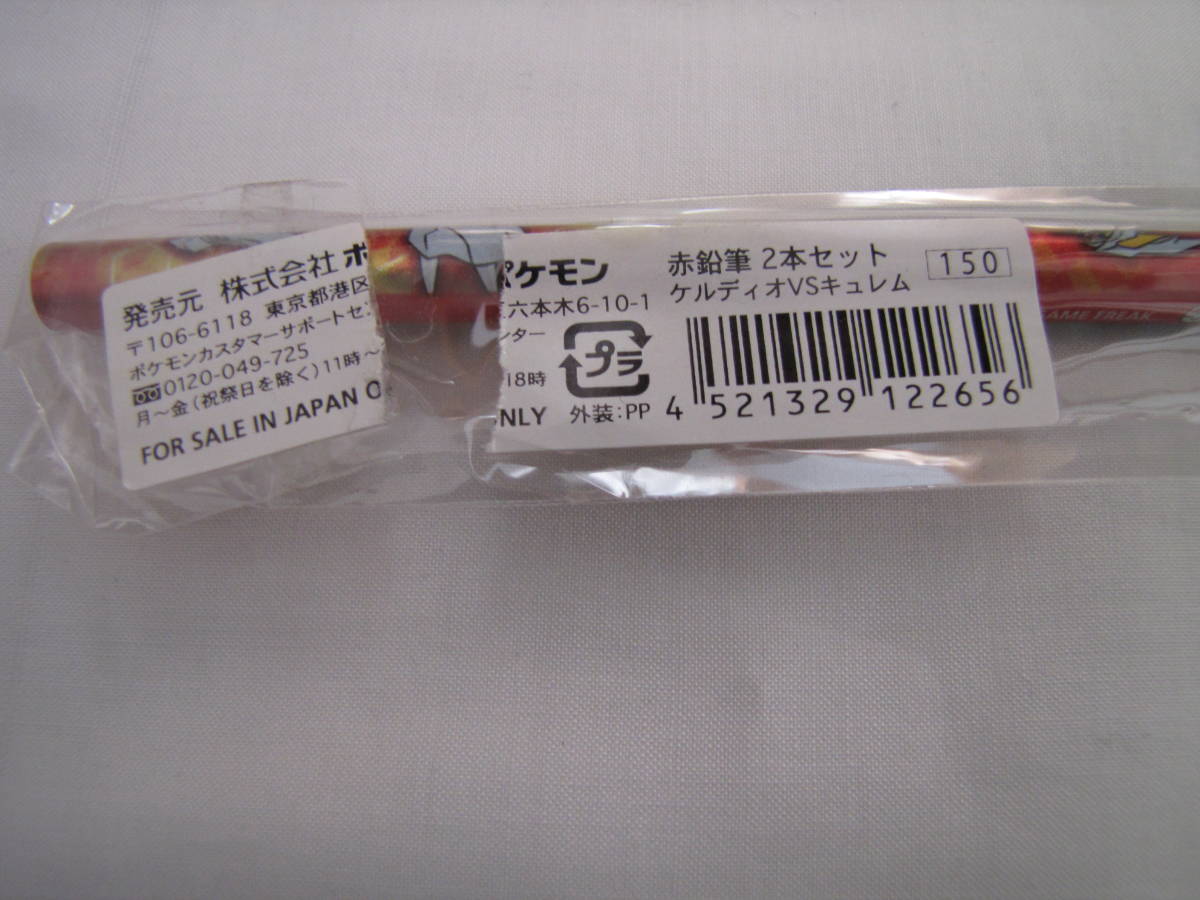 発売元 株式会社ポ
〒106-6118 東京都港区
ポケモンカスタマーサポートセ
0120-049-725
月～金(祝祭日を除く)11時～
FOR SALE IN JAPAN O
ポケモン
六本木6-10-1
ンター
18時
ONLY
プラ
外装:PP
赤鉛筆 2本セット
ケルディオVSキュレム
150
4 521329 122656
GAME FREAK